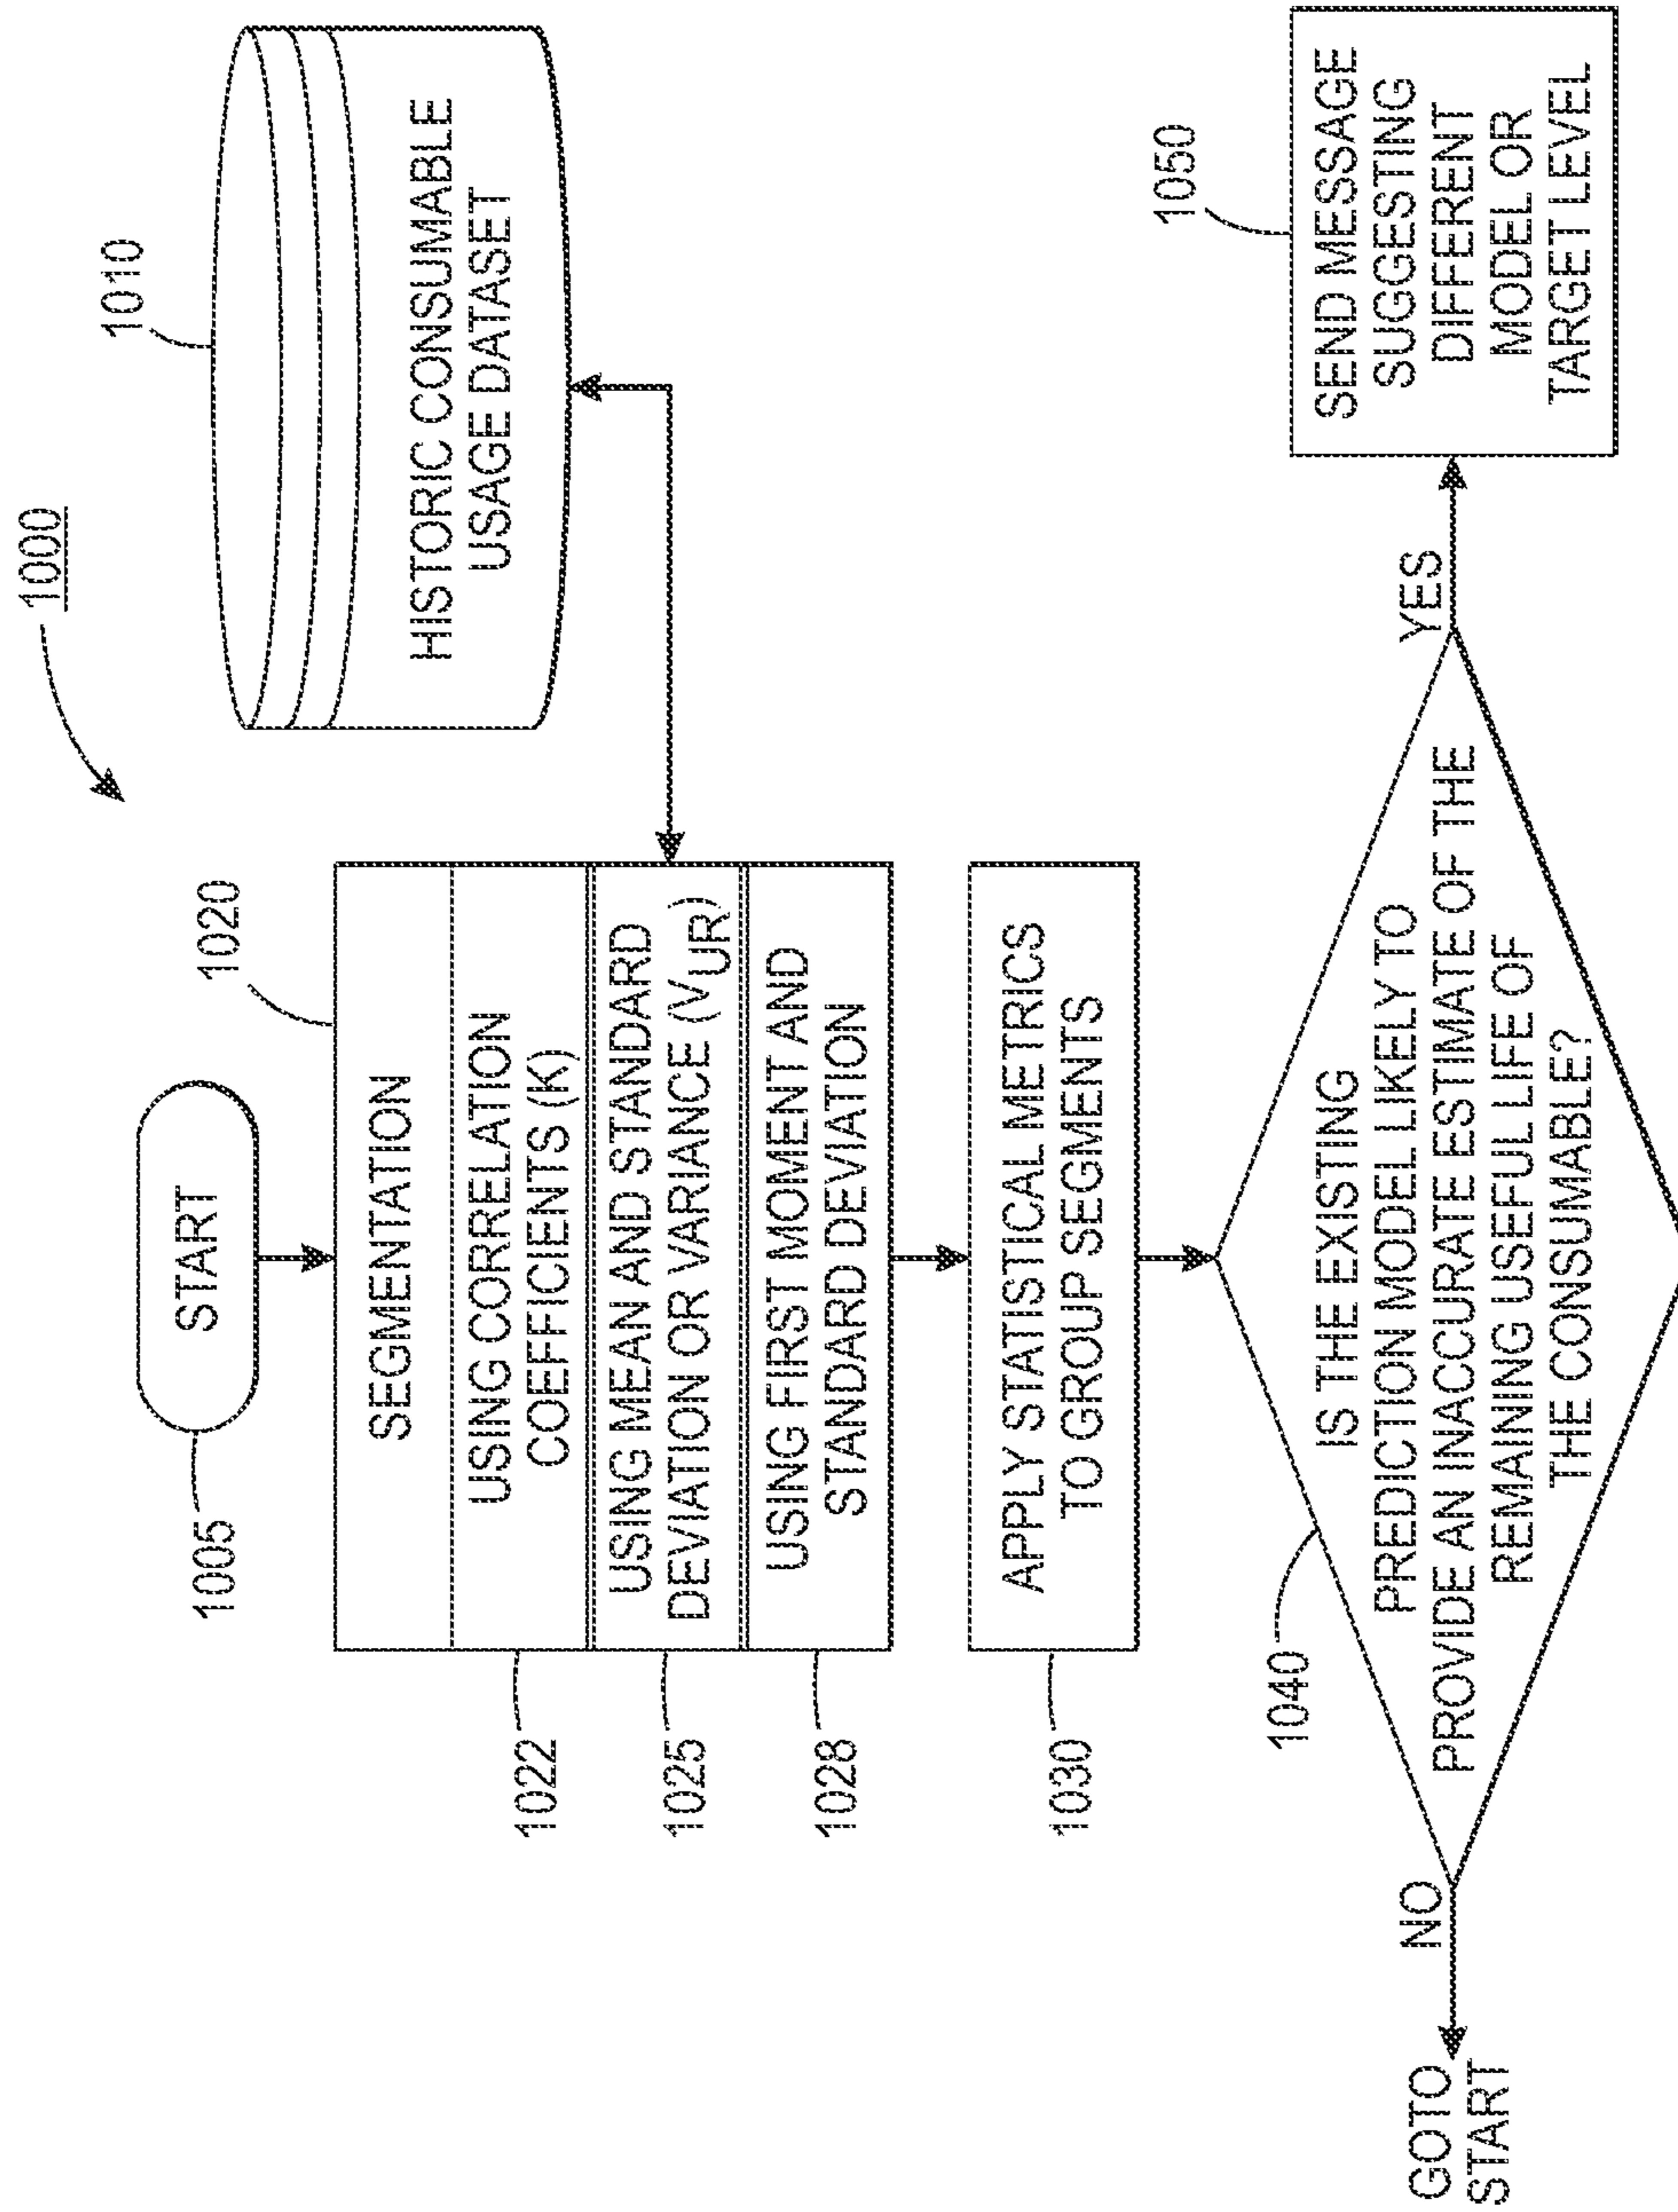 1000
START
1005
1010
HISTORIC CONSUMABLE
USAGE DATASET
1020
SEGMENTATION
USING CORRELATION
COEFFICIENTS (K)
1022
USING MEAN AND STANDARD
DEVIATION OR VARIANCE (VUR)
1025
USING FIRST MOMENT AND
STANDARD DEVIATION
1028
APPLY STATISTICAL METRICS
TO GROUP SEGMENTS
1030
1040
IS THE EXISTING
PREDICTION MODEL LIKELY TO
PROVIDE AN INACCURATE ESTIMATE OF THE
REMAINING USEFUL LIFE OF
THE CONSUMABLE?
NO
GOTO
START
YES
1050
SEND MESSAGE
SUGGESTING
DIFFERENT
MODEL OR
TARGET LEVEL